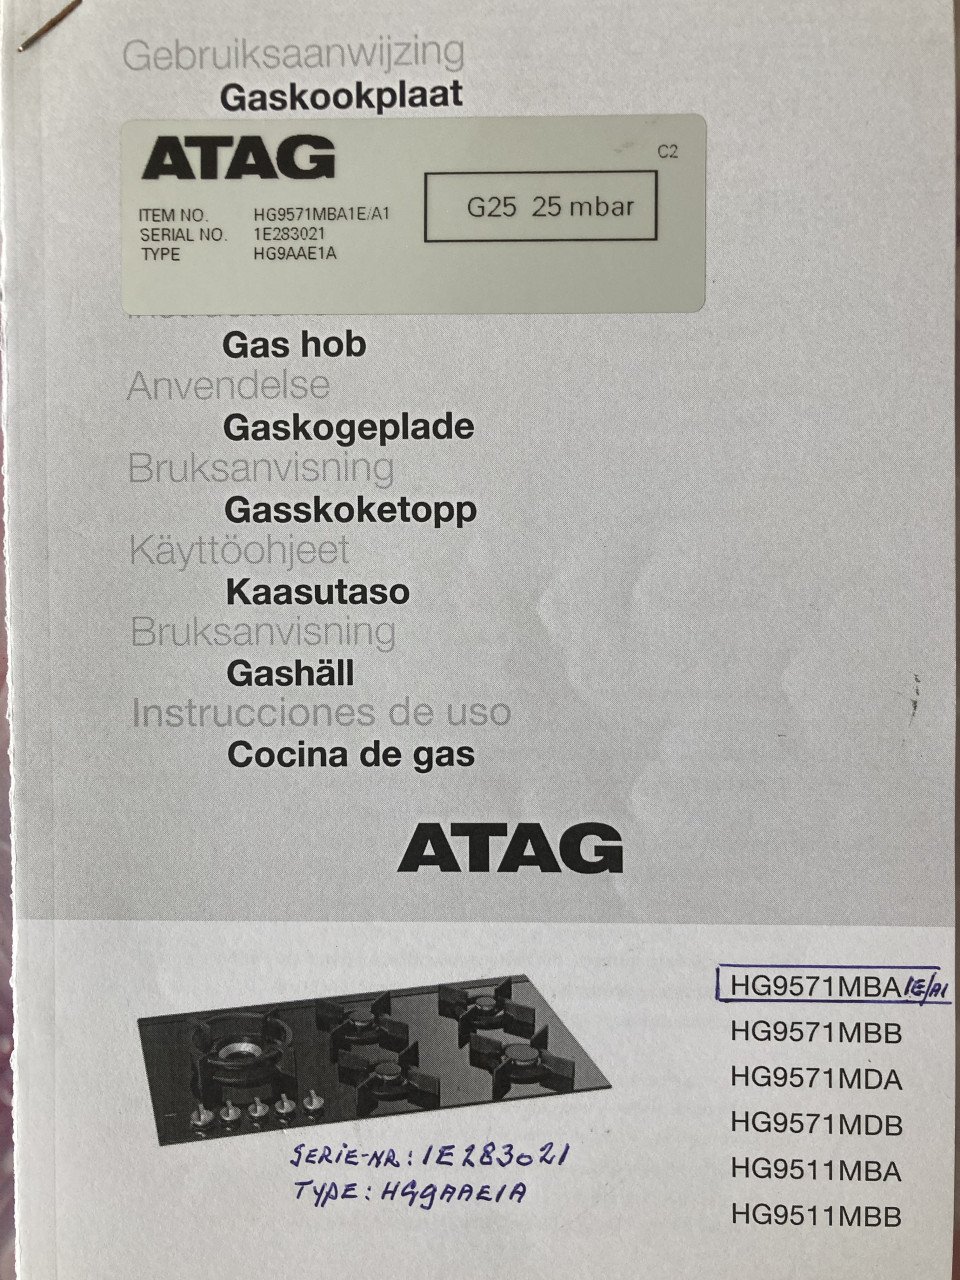 Gebruiksaanwijzing
Gaskookplaat
ATAG
C2
G25 25 mbar
ITEM NO. HG9571MBA1E/A1
SERIAL NO. 1E283021
TYPE HG9AAE1A
Gas hob
Anvendelse
Gaskogeplade
Bruksanvisning
Gasskoketopp
Käyttöohjeet
Kaasutaso
Bruksanvisning
Gashäll
Instrucciones de uso
Cocina de gas
ATAG
HG9571MBA1E/A1
HG9571MBB
HG9571MDA
HG9571MDB
HG9511MBA
HG9511MBB
SERIE-NR: 1E283021
TYPE: HG9AAE1A